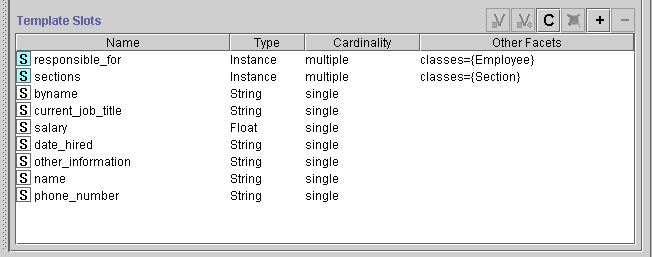 Template Slots V V C X + −
Name Type Cardinality Other Facets
S responsible_for Instance multiple classes={Employee}
S sections Instance multiple classes={Section}
S byname String single
S current_job_title String single
S salary Float single
S date_hired String single
S other_information String single
S name String single
S phone_number String single